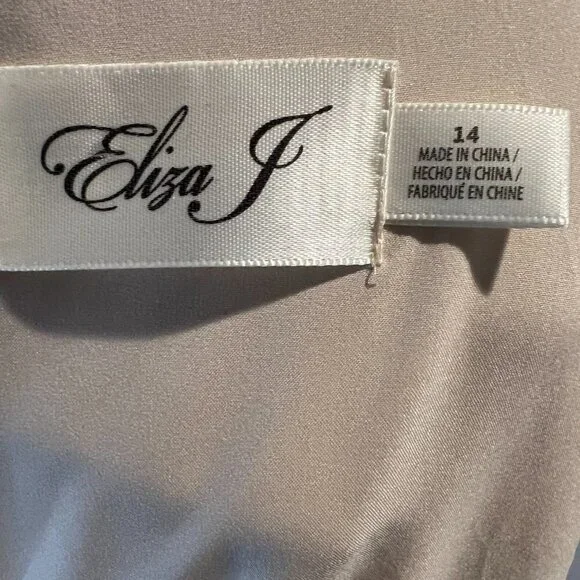 Eliza J
14
MADE IN CHINA /
HECHO EN CHINA /
FABRIQUÉ EN CHINE